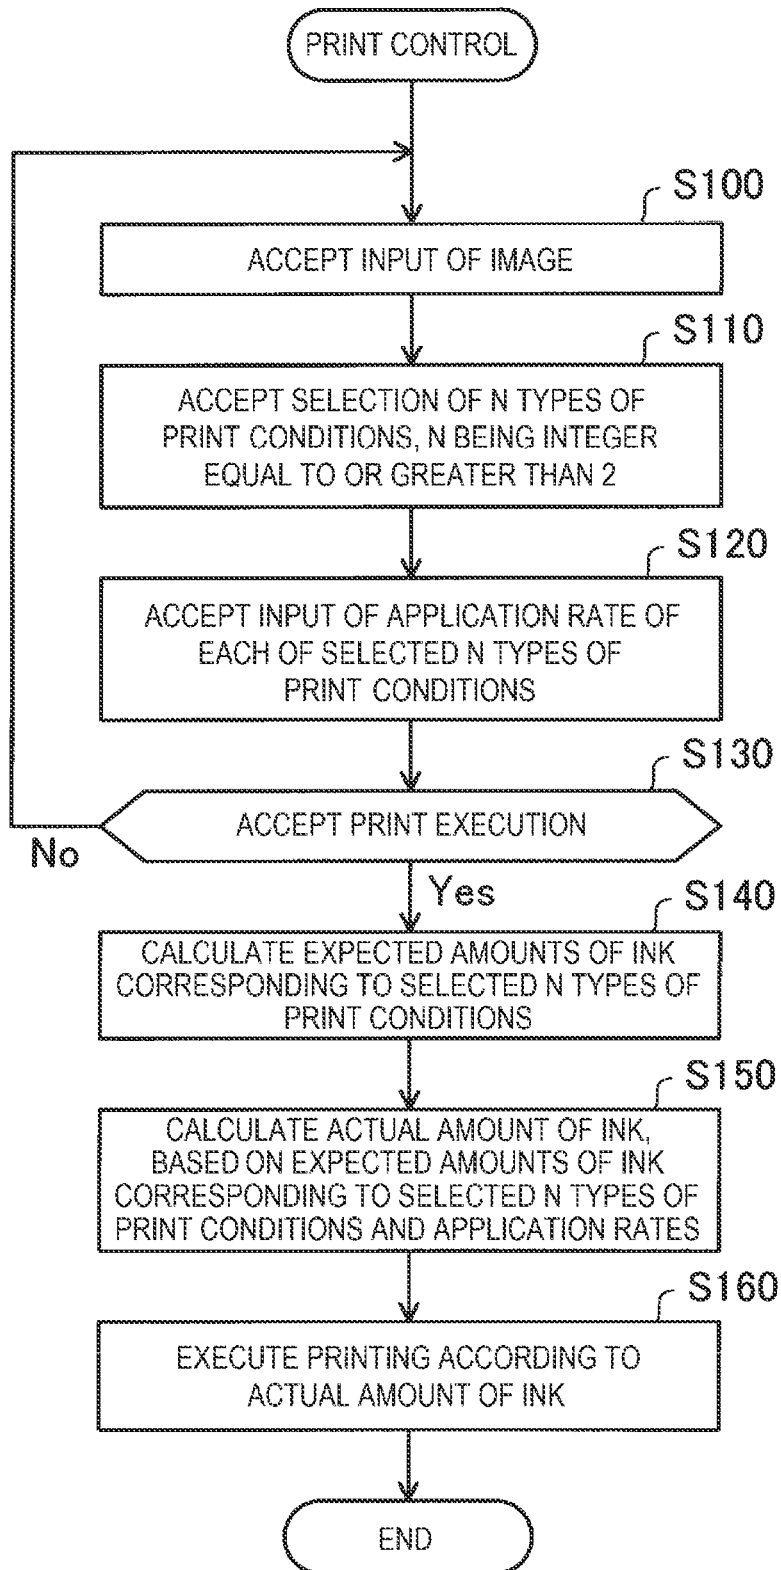 PRINT CONTROL
S100
ACCEPT INPUT OF IMAGE
S110
ACCEPT SELECTION OF N TYPES OF
PRINT CONDITIONS, N BEING INTEGER
EQUAL TO OR GREATER THAN 2
S120
ACCEPT INPUT OF APPLICATION RATE OF
EACH OF SELECTED N TYPES OF
PRINT CONDITIONS
S130
ACCEPT PRINT EXECUTION
No
Yes
S140
CALCULATE EXPECTED AMOUNTS OF INK
CORRESPONDING TO SELECTED N TYPES OF
PRINT CONDITIONS
S150
CALCULATE ACTUAL AMOUNT OF INK,
BASED ON EXPECTED AMOUNTS OF INK
CORRESPONDING TO SELECTED N TYPES OF
PRINT CONDITIONS AND APPLICATION RATES
S160
EXECUTE PRINTING ACCORDING TO
ACTUAL AMOUNT OF INK
END